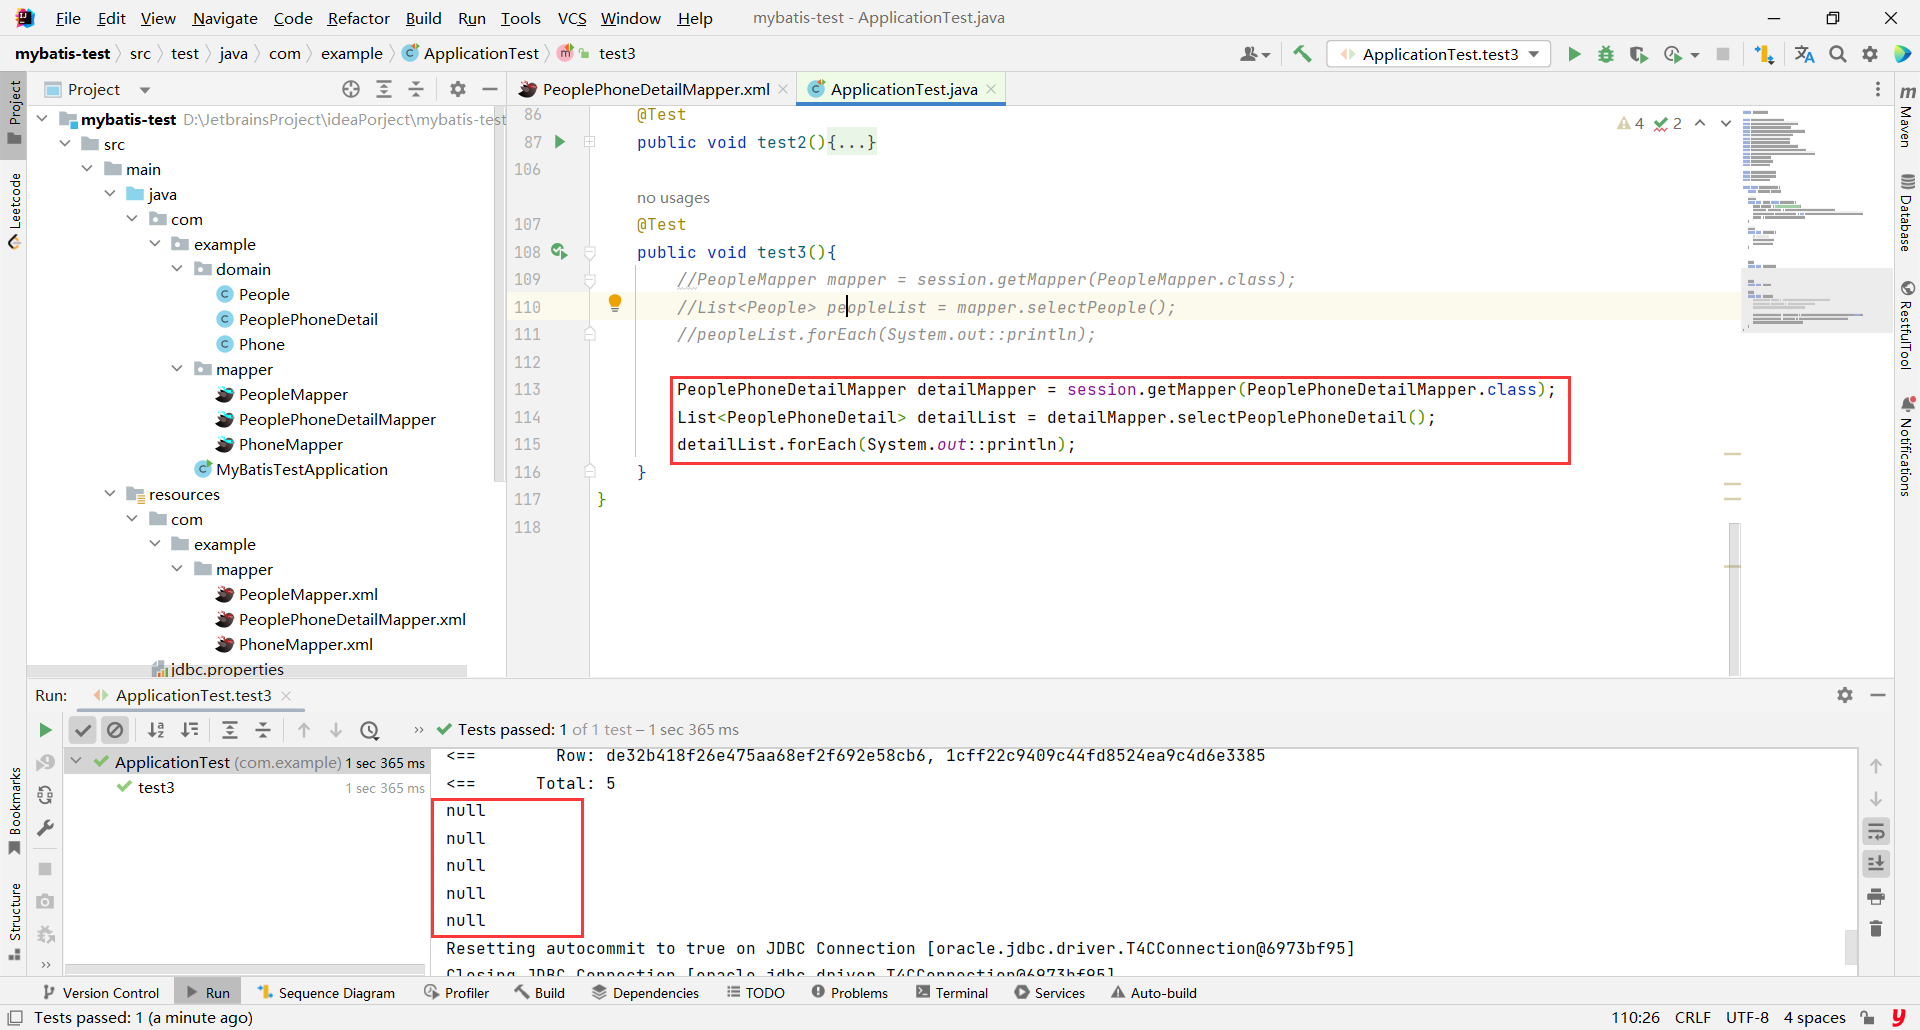 File Edit View Navigate Code Refactor Build Run Tools VCS Window Help mybatis-test - ApplicationTest.java
mybatis-test src test java com example ApplicationTest test3
ApplicationTest.test3
Project
PeoplePhoneDetailMapper.xml
ApplicationTest.java
mybatis-test D:\JetbrainsProject\ideaPorject\mybatis-test
src
main
java
com
example
domain
People
PeoplePhoneDetail
Phone
mapper
PeopleMapper
PeoplePhoneDetailMapper
PhoneMapper
MyBatisTestApplication
resources
com
example
mapper
PeopleMapper.xml
PeoplePhoneDetailMapper.xml
PhoneMapper.xml
jdbc.properties
4 2
86 @Test
87 public void test2(){...}
106
no usages
107 @Test
108 public void test3(){
109 //PeopleMapper mapper = session.getMapper(PeopleMapper.class);
110 //List<People> peopleList = mapper.selectPeople();
111 //peopleList.forEach(System.out::println);
112
113 PeoplePhoneDetailMapper detailMapper = session.getMapper(PeoplePhoneDetailMapper.class);
114 List<PeoplePhoneDetail> detailList = detailMapper.selectPeoplePhoneDetail();
115 detailList.forEach(System.out::println);
116 }
117 }
118
Project
Leetcode
Bookmarks
Structure
Maven
Database
RestfulTool
Notifications
Run: ApplicationTest.test3
Tests passed: 1 of 1 test – 1 sec 365 ms
ApplicationTest (com.example) 1 sec 365 ms
test3 1 sec 365 ms
<== Row: de32b418f26e475aa68ef2f692e58cb6, 1cff22c9409c44fd8524ea9c4d6e3385
<== Total: 5
null
null
null
null
null
Resetting autocommit to true on JDBC Connection [oracle.jdbc.driver.T4CConnection@6973bf95]
Closing JDBC Connection [oracle.jdbc.driver.T4CConnection@6973bf95]
Version Control Run Sequence Diagram Profiler Build Dependencies TODO Problems Terminal Services Auto-build
Tests passed: 1 (a minute ago)
110:26 CRLF UTF-8 4 spaces